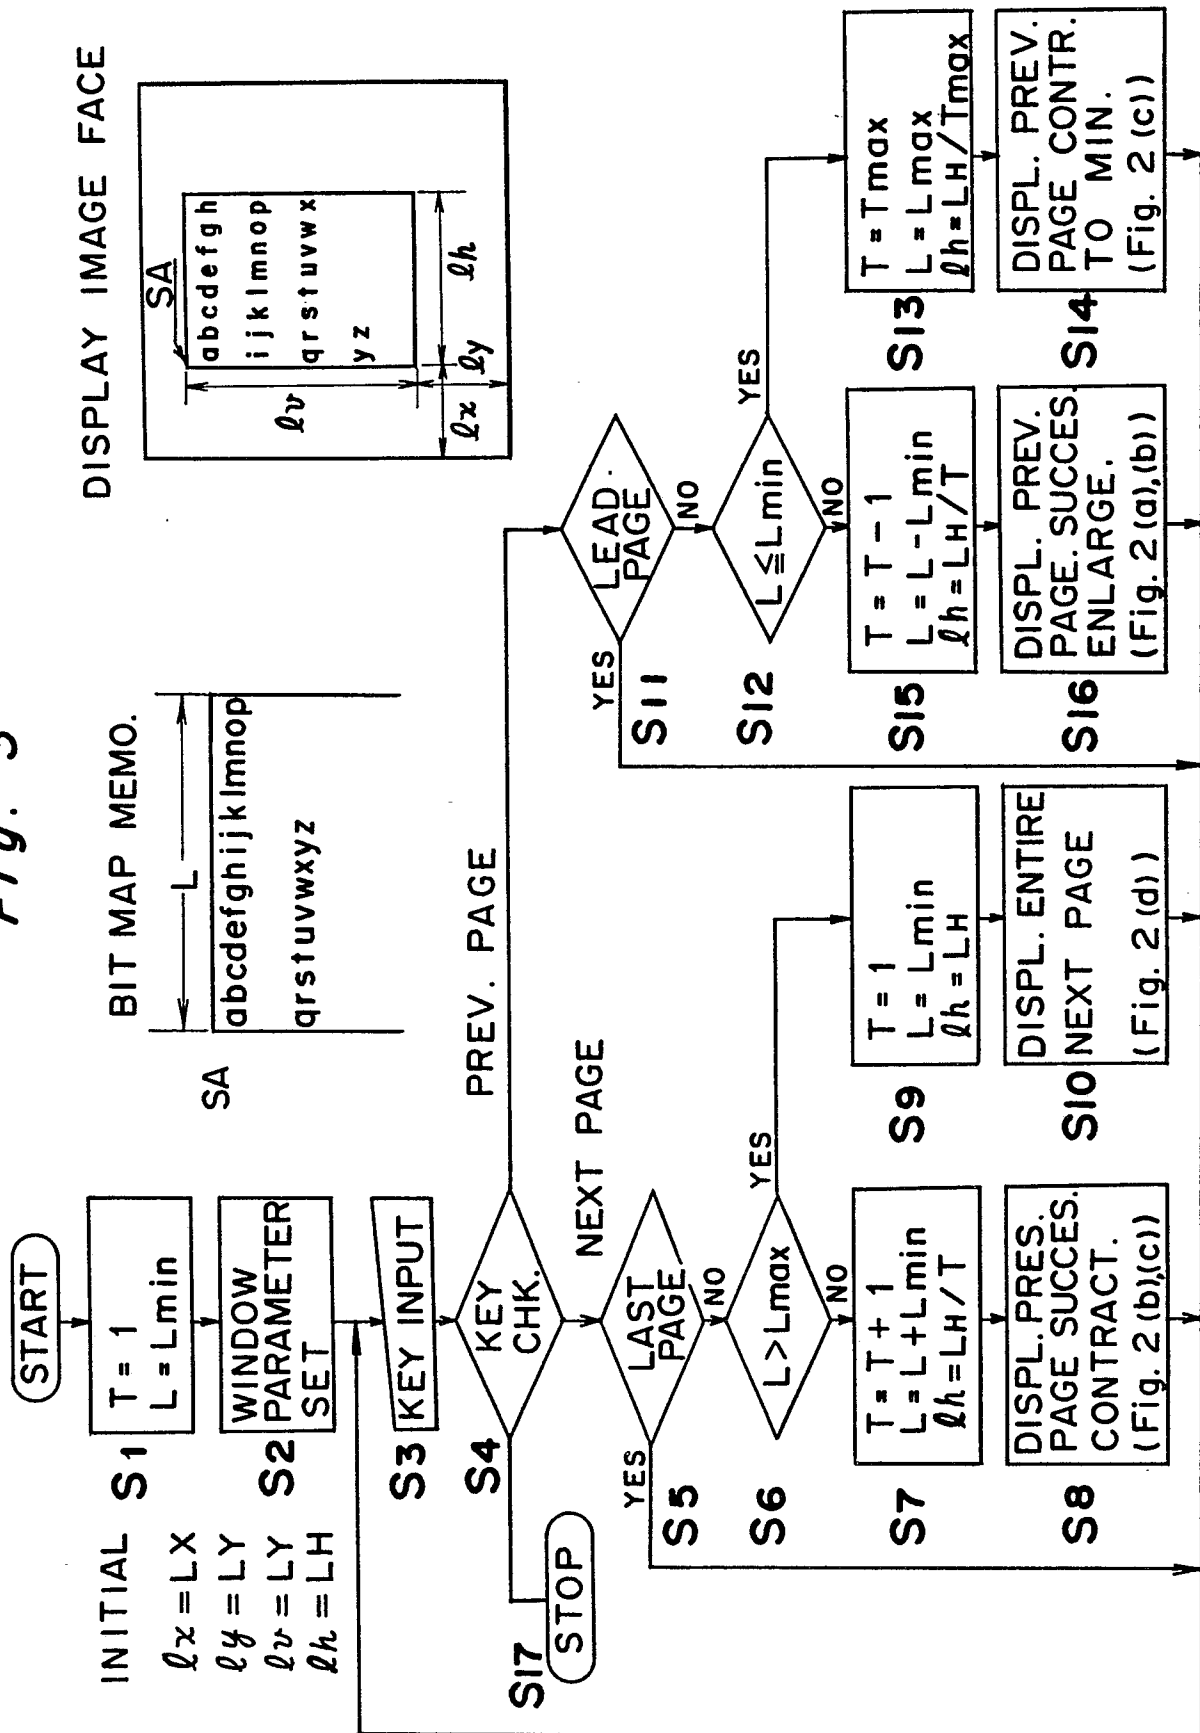 Fig. 3
START
S1
T = 1
L = Lmin
S2
WINDOW
PARAMETER
SET
S3
KEY INPUT
S4
KEY
CHK.
S17
STOP
INITIAL
ℓx = LX
ℓy = LY
ℓv = LY
ℓh = LH
BIT MAP MEMO.
L
SA
abcdefghijklmnop
qrstuvwxyz
DISPLAY IMAGE FACE
SA
abcdefgh
ijklmnop
qrstuvwx
yz
ℓv
ℓy
ℓx
ℓh
PREV. PAGE
NEXT PAGE
S5
LAST
PAGE
YES
NO
S6
L > Lmax
YES
NO
S7
T = T + 1
L = L + Lmin
ℓh = LH / T
S8
DISPL. PRES.
PAGE SUCCES.
CONTRACT.
(Fig. 2 (b),(c))
S9
T = 1
L = Lmin
ℓh = LH
S10
DISPL. ENTIRE
NEXT PAGE
(Fig. 2 (d))
S11
LEAD.
PAGE
YES
NO
S12
L ≦ Lmin
YES
NO
S15
T = T - 1
L = L - Lmin
ℓh = LH / T
S16
DISPL. PREV.
PAGE. SUCCES.
ENLARGE.
(Fig. 2 (a),(b))
S13
T = Tmax
L = Lmax
ℓh = LH / Tmax
S14
DISPL. PREV.
PAGE CONTR.
TO MIN.
(Fig. 2 (c))